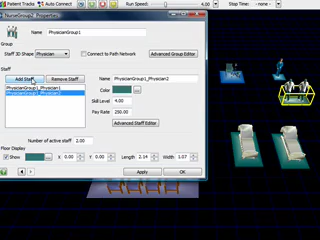 Patient Tracks Auto Connect Run Speed: 4.00 Stop Time: -none-
Properties
Name PhysicianGroup1
Group
Staff 3D Shape Physician Connect to Path Network Advanced Group Editor
Staff
Add Staff Remove Staff Name PhysicianGroup1_Physician2
PhysicianGroup1_Physician1
PhysicianGroup1_Physician2
Color
Skill Level 4.00
Pay Rate 250.00
Advanced Staff Editor
Number of active staff 2.00
Floor Display
Show X 0.00 Y 0.00 Length 2.14 Width 1.07
Apply OK